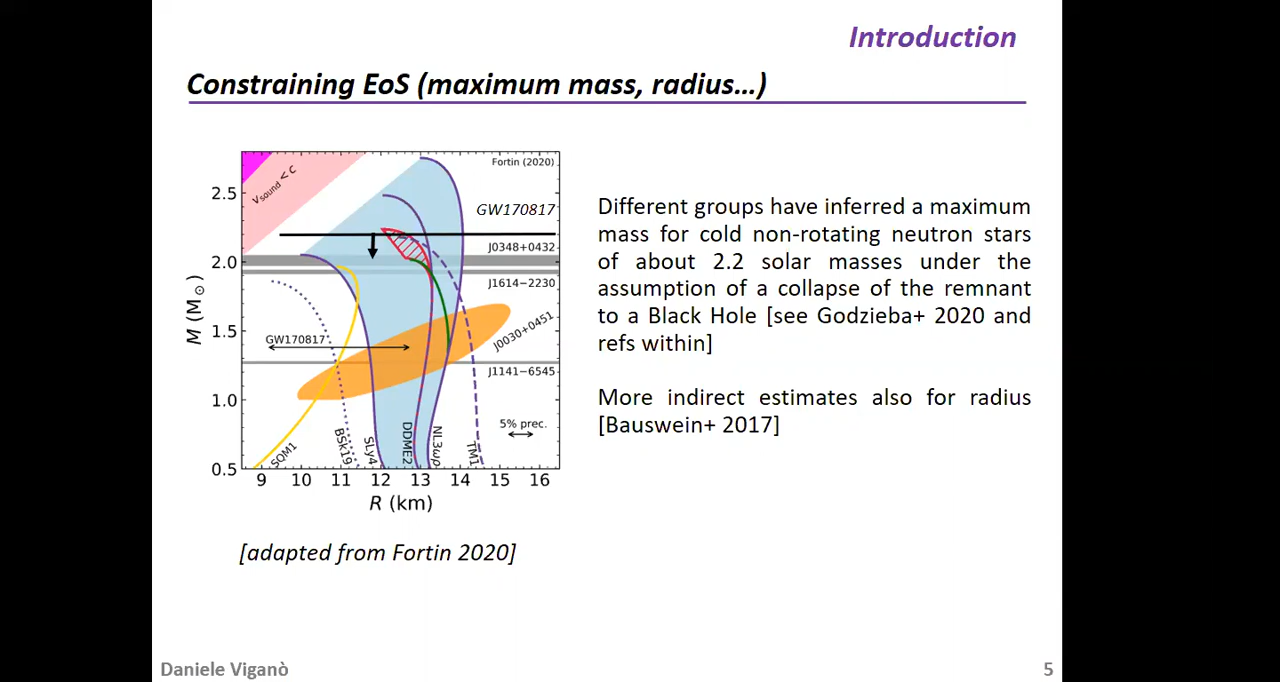 Introduction
Constraining EoS (maximum mass, radius...)
Fortin (2020)
v_sound < c
2.5
GW170817
J0348+0432
2.0
J1614−2230
M (M☉)
1.5
GW170817
J0030+0451
J1141−6545
1.0
5% prec.
SQM1
BSk19
SLy4
DDME2
NL3ωρ
TM1
0.5
9 10 11 12 13 14 15 16
R (km)
[adapted from Fortin 2020]
Different groups have inferred a maximum
mass for cold non-rotating neutron stars
of about 2.2 solar masses under the
assumption of a collapse of the remnant
to a Black Hole [see Godzieba+ 2020 and
refs within]
More indirect estimates also for radius
[Bauswein+ 2017]
Daniele Viganò
5